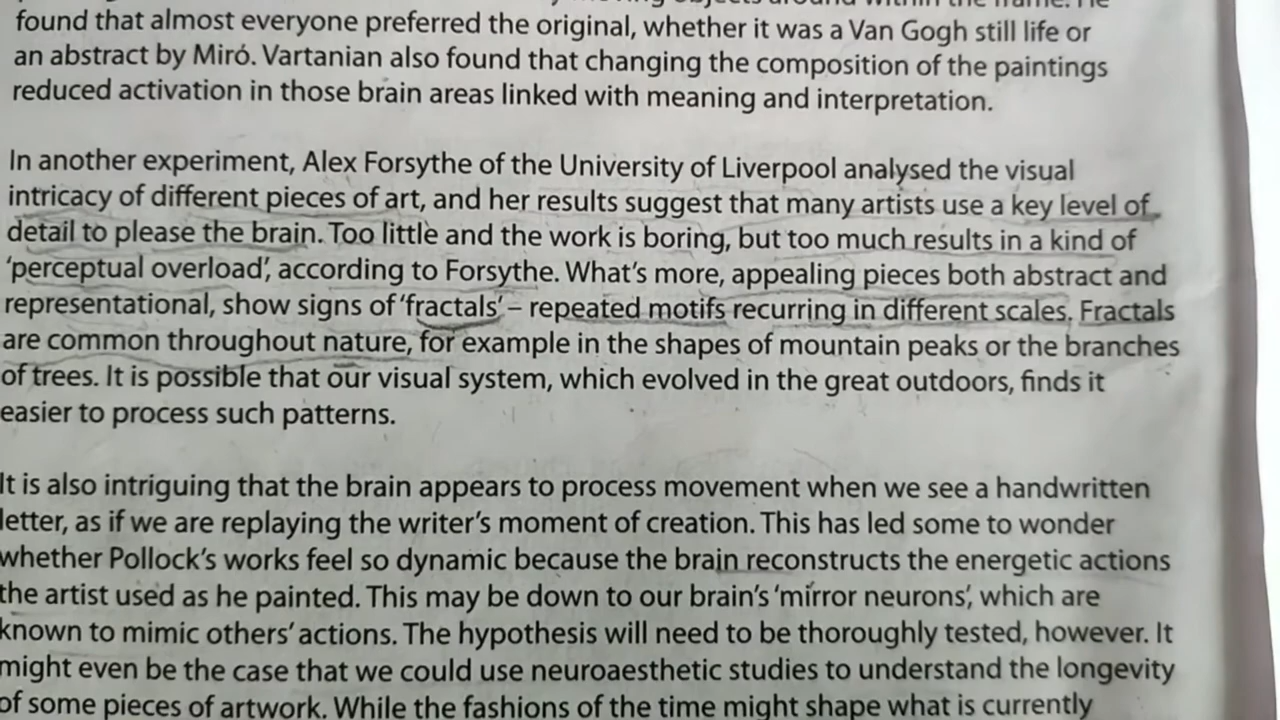 found that almost everyone preferred the original, whether it was a Van Gogh still life or
an abstract by Miró. Vartanian also found that changing the composition of the paintings
reduced activation in those brain areas linked with meaning and interpretation.
In another experiment, Alex Forsythe of the University of Liverpool analysed the visual
intricacy of different pieces of art, and her results suggest that many artists use a key level of
detail to please the brain. Too little and the work is boring, but too much results in a kind of
‘perceptual overload’, according to Forsythe. What’s more, appealing pieces both abstract and
representational, show signs of ‘fractals’ – repeated motifs recurring in different scales. Fractals
are common throughout nature, for example in the shapes of mountain peaks or the branches
of trees. It is possible that our visual system, which evolved in the great outdoors, finds it
easier to process such patterns.
It is also intriguing that the brain appears to process movement when we see a handwritten
letter, as if we are replaying the writer’s moment of creation. This has led some to wonder
whether Pollock’s works feel so dynamic because the brain reconstructs the energetic actions
the artist used as he painted. This may be down to our brain’s ‘mirror neurons’, which are
known to mimic others’ actions. The hypothesis will need to be thoroughly tested, however. It
might even be the case that we could use neuroaesthetic studies to understand the longevity
of some pieces of artwork. While the fashions of the time might shape what is currently